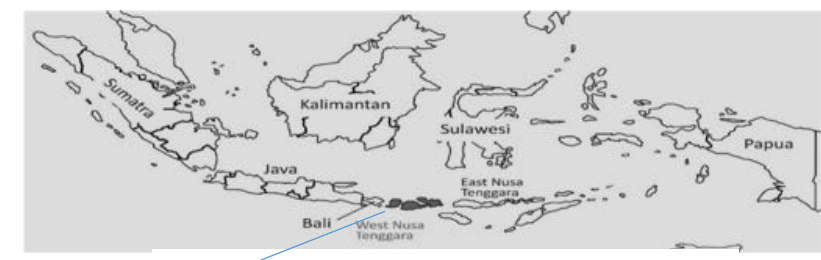 Sumatra
Kalimantan
Sulawesi
Papua
Java
East Nusa
Tenggara
Bali
West Nusa
Tenggara